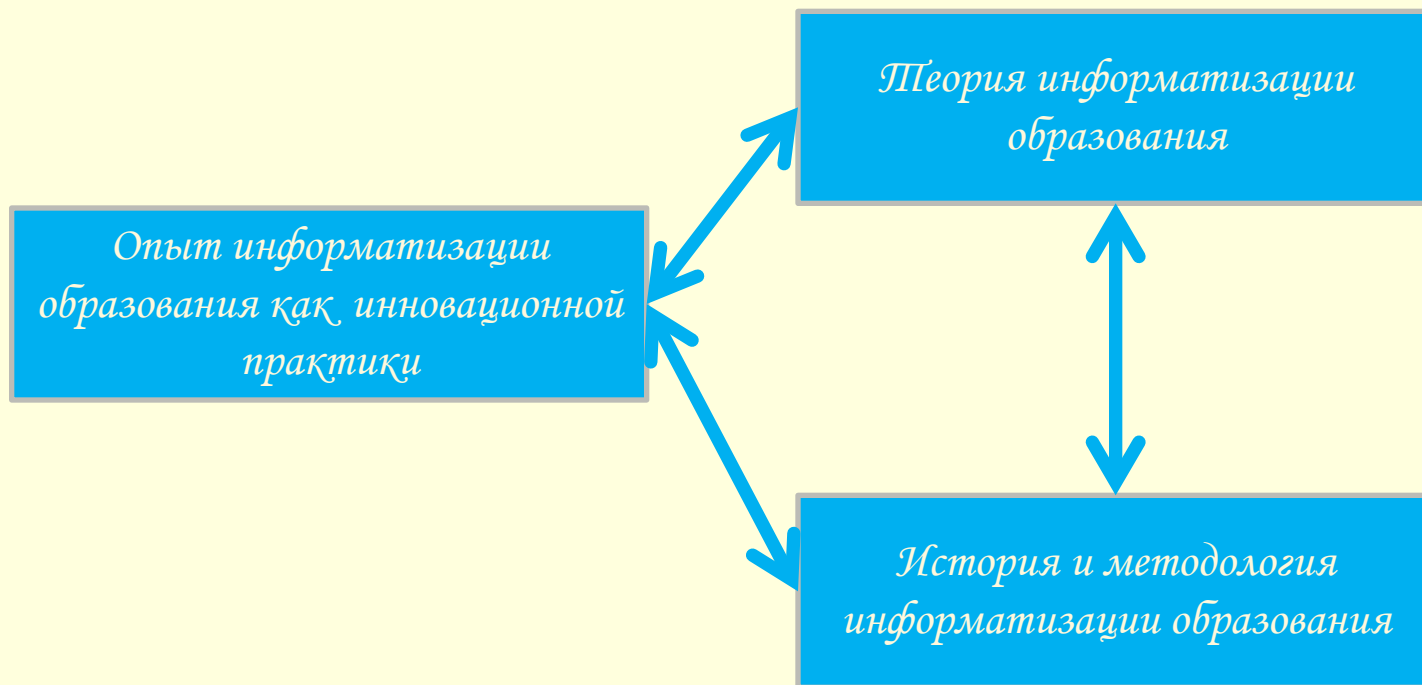 Теория информатизации
образования
Опыт информатизации
образования как инновационной
практики
История и методология
информатизации образования